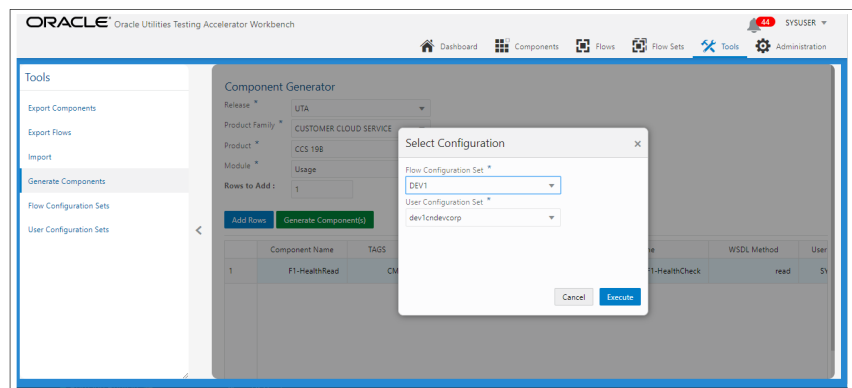 ORACLE® Oracle Utilities Testing Accelerator Workbench
44 SYSUSER
Dashboard Components Flows Flow Sets Tools Administration
Tools
Export Components
Export Flows
Import
Generate Components
Flow Configuration Sets
User Configuration Sets
Component Generator
Release * UTA
Product Family * CUSTOMER CLOUD SERVICE
Product * CCS 19B
Module * Usage
Rows to Add : 1
Add Rows Generate Component(s)
Component Name TAGS WSDL Method User
1 F1-HealthRead CM F1-HealthCheck read SY
Select Configuration ×
Flow Configuration Set *
DEV1
User Configuration Set *
dev1cndevcorp
Cancel Execute